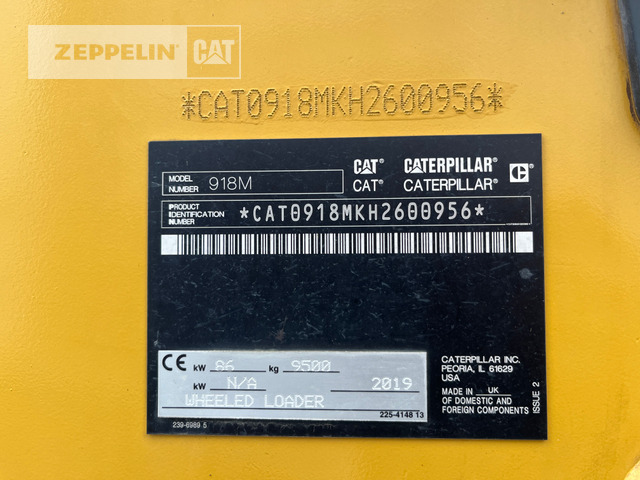 ZEPPELIN CAT
*CAT0918MKH2600956*
MODEL NUMBER 918M
CAT CATERPILLAR C
CAT® CATERPILLAR®
PRODUCT IDENTIFICATION NUMBER *CAT0918MKH2600956*
CE kW 86 kg 9500
kW N/A 2019
WHEELED LOADER
225-4148 13
239-6989 5
CATERPILLAR INC.
PEORIA, IL 61629
USA
MADE IN UK
OF DOMESTIC AND
FOREIGN COMPONENTS
ISSUE 2